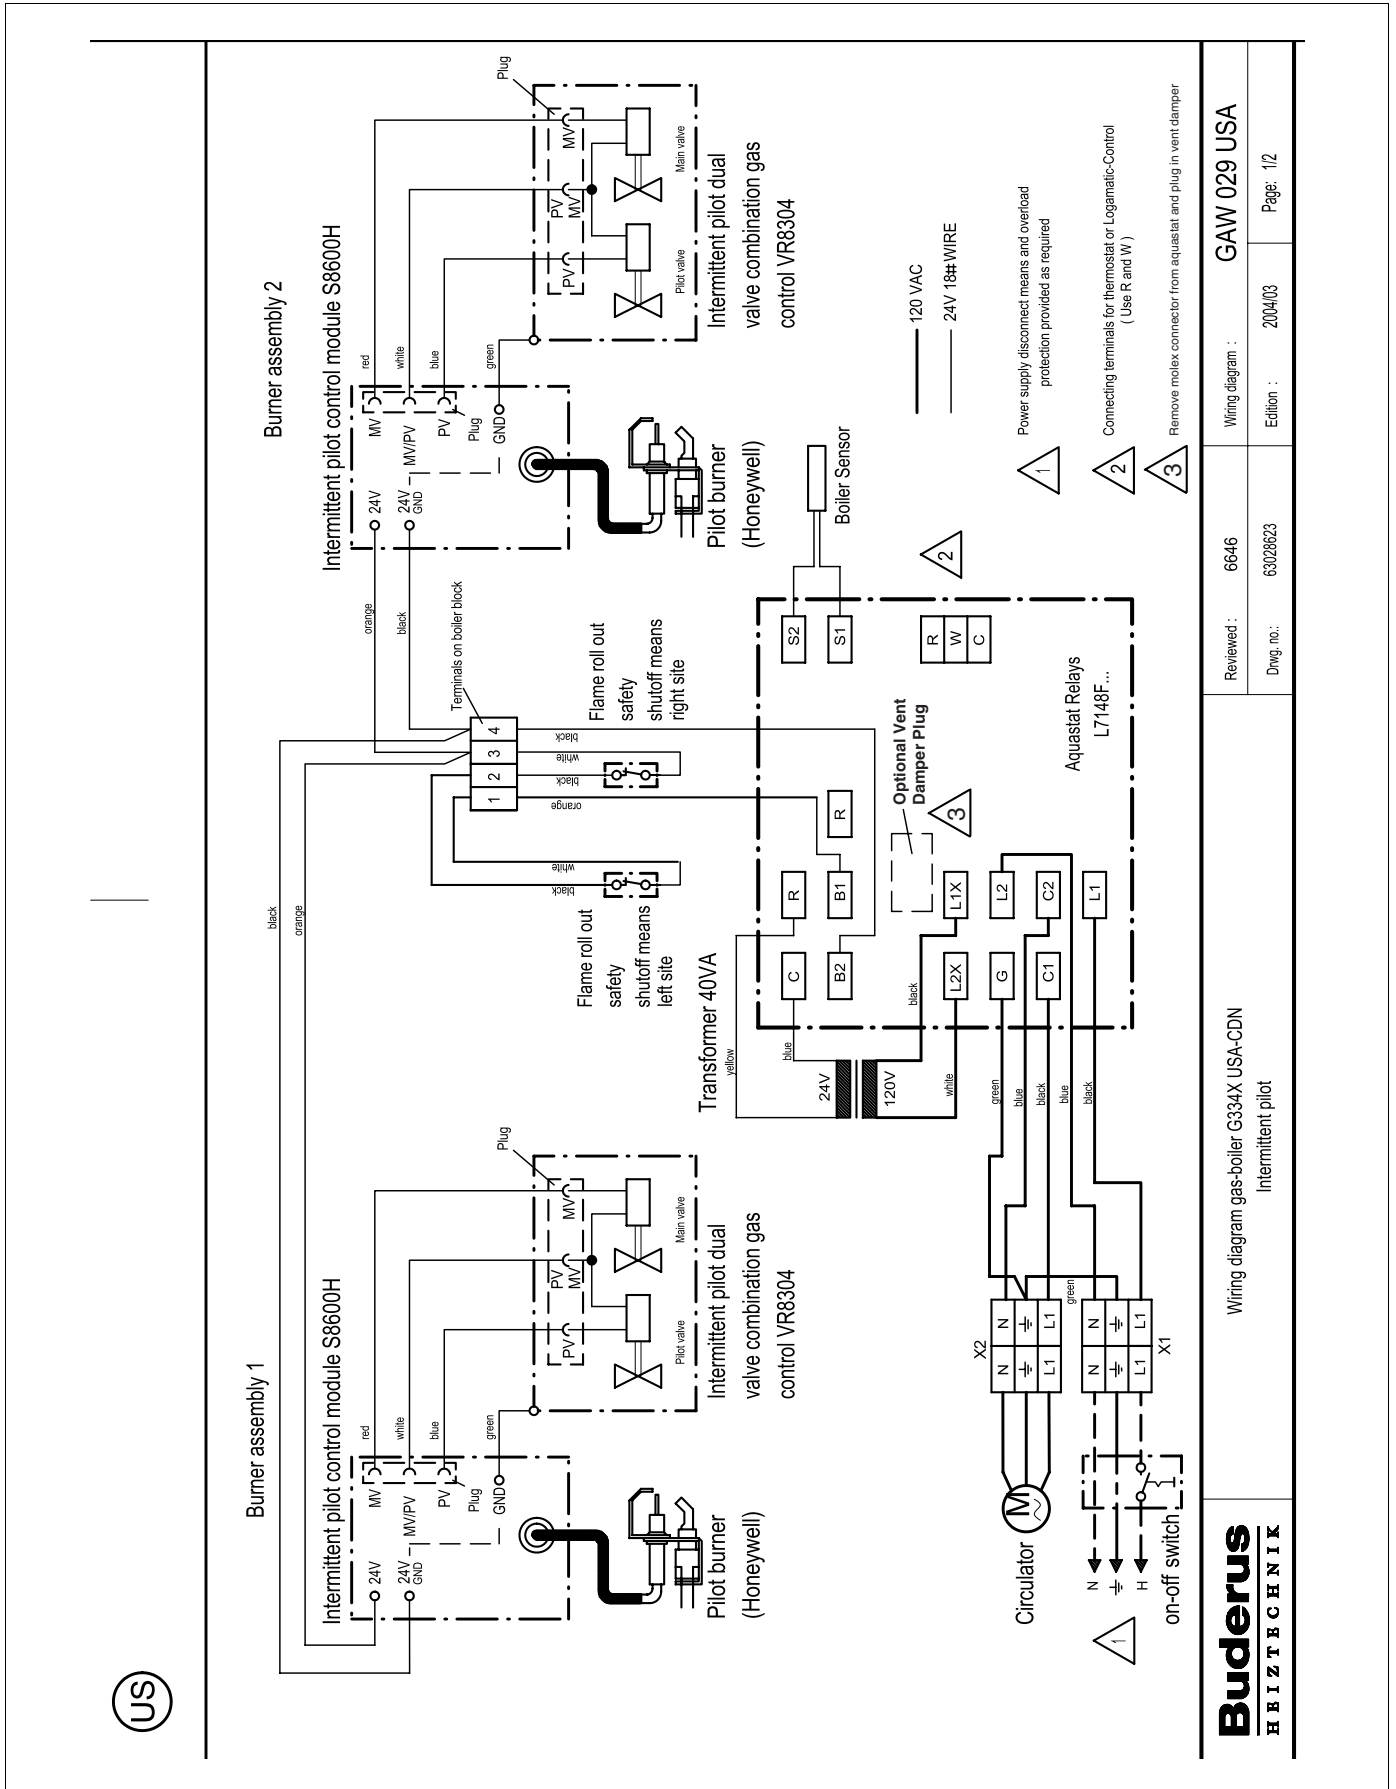 US
Burner assembly 1
Intermittent pilot control module S8600H
24V
24V
GND
MV
MV/PV
PV
Plug
GND
red
white
blue
green
Plug
MV
PV
MV
PV
Main valve
Pilot valve
Intermittent pilot dual
valve combination gas
control VR8304
Pilot burner
(Honeywell)
black
orange
Burner assembly 2
Intermittent pilot control module S8600H
24V
24V
GND
MV
MV/PV
PV
Plug
GND
red
white
blue
green
Plug
MV
PV
MV
PV
Main valve
Pilot valve
Intermittent pilot dual
valve combination gas
control VR8304
Pilot burner
(Honeywell)
orange
black
Terminals on boiler block
1
2
3
4
black
white
black
orange
white
black
Flame roll out
safety
shutoff means
right site
Flame roll out
safety
shutoff means
left site
Transformer 40VA
yellow
blue
24V
120V
black
white
green
blue
black
blue
black
C
R
B2
B1
R
L2X
L1X
G
L2
C1
C2
L1
S2
S1
R
W
C
Optional Vent
Damper Plug
3
2
Aquastat Relays
L7148F...
Boiler Sensor
120 VAC
24V 18# WIRE
1
Power supply disconnect means and overload
protection provided as required
2
Connecting terminals for thermostat or Logamatic-Control
( Use R and W )
3
Remove molex connector from aquastat and plug in vent damper
X2
N
N
L1
L1
green
N
N
L1
L1
X1
Circulator
M
N
H
1
on-off switch
Buderus
HEIZTECHNIK
Wiring diagram gas-boiler G334X USA-CDN
Intermittent pilot
Reviewed :
6646
Drwg. no.:
63028623
Wiring diagram :
GAW 029 USA
Edition :
2004/03
Page: 1/2